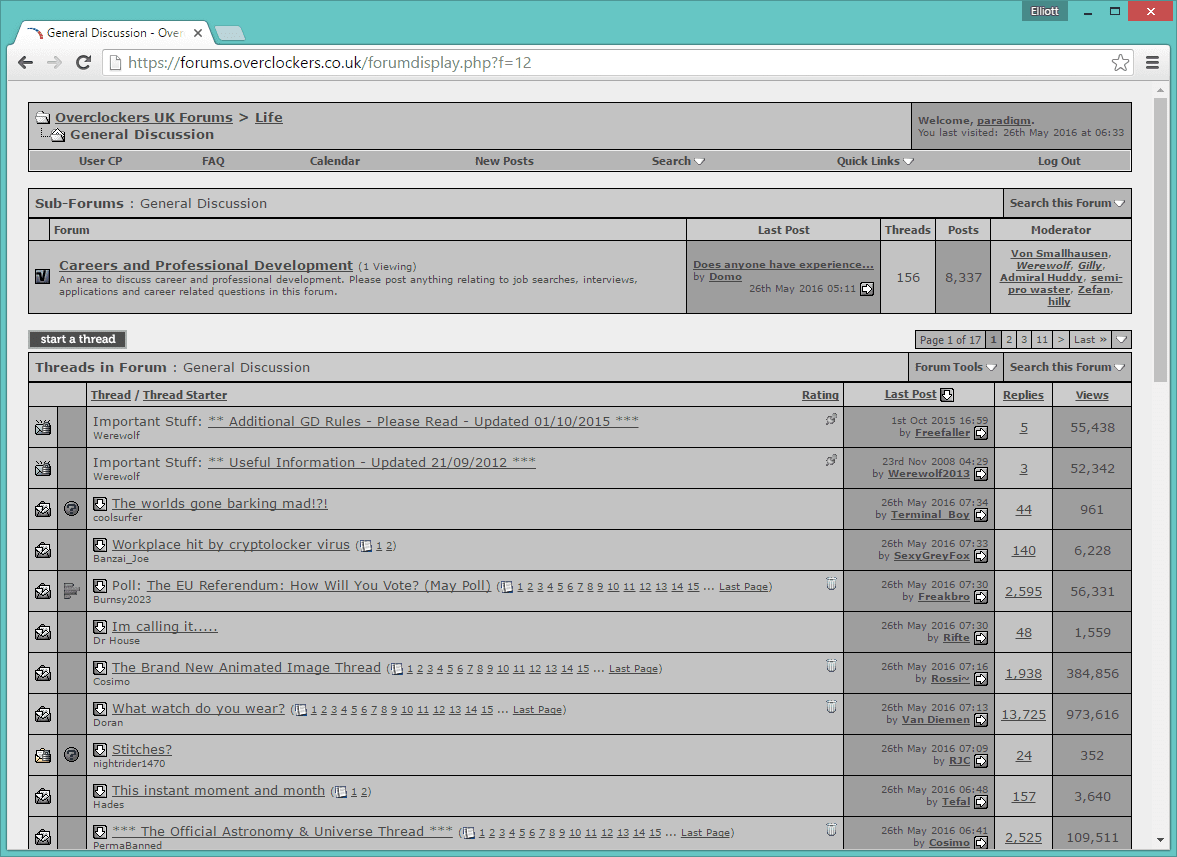 Elliott
General Discussion - Over
https://forums.overclockers.co.uk/forumdisplay.php?f=12
Overclockers UK Forums > Life
General Discussion
Welcome, paradigm.
You last visited: 26th May 2016 at 06:33
User CP FAQ Calendar New Posts Search Quick Links Log Out
Sub-Forums : General Discussion Search this Forum
Forum Last Post Threads Posts Moderator
Careers and Professional Development (1 Viewing)
An area to discuss career and professional development. Please post anything relating to job searches, interviews,
applications and career related questions in this forum.
Does anyone have experience...
by Domo
26th May 2016 05:11
156
8,337
Von Smallhausen,
Werewolf, Gilly,
Admiral Huddy, semi-
pro waster, Zefan,
hilly
start a thread
Page 1 of 17 1 2 3 11 > Last »
Threads in Forum : General Discussion Forum Tools Search this Forum
Thread / Thread Starter Rating Last Post Replies Views
Important Stuff: ** Additional GD Rules - Please Read - Updated 01/10/2015 ***
Werewolf
1st Oct 2015 16:59
by Freefaller
5
55,438
Important Stuff: ** Useful Information - Updated 21/09/2012 ***
Werewolf
23rd Nov 2008 04:29
by Werewolf2013
3
52,342
The worlds gone barking mad!?!
coolsurfer
26th May 2016 07:34
by Terminal_Boy
44
961
Workplace hit by cryptolocker virus ( 1 2)
Banzai_Joe
26th May 2016 07:33
by SexyGreyFox
140
6,228
Poll: The EU Referendum: How Will You Vote? (May Poll) ( 1 2 3 4 5 6 7 8 9 10 11 12 13 14 15 ... Last Page)
Burnsy2023
26th May 2016 07:30
by Freakbro
2,595
56,331
Im calling it.....
Dr House
26th May 2016 07:30
by Rifte
48
1,559
The Brand New Animated Image Thread ( 1 2 3 4 5 6 7 8 9 10 11 12 13 14 15 ... Last Page)
Cosimo
26th May 2016 07:16
by Rossi~
1,938
384,856
What watch do you wear? ( 1 2 3 4 5 6 7 8 9 10 11 12 13 14 15 ... Last Page)
Doran
26th May 2016 07:13
by Van Diemen
13,725
973,616
Stitches?
nightrider1470
26th May 2016 07:09
by RJC
24
352
This instant moment and month ( 1 2)
Hades
26th May 2016 06:48
by Tefal
157
3,640
*** The Official Astronomy & Universe Thread *** ( 1 2 3 4 5 6 7 8 9 10 11 12 13 14 15 ... Last Page)
PermaBanned
26th May 2016 06:41
by Cosimo
2,525
109,511